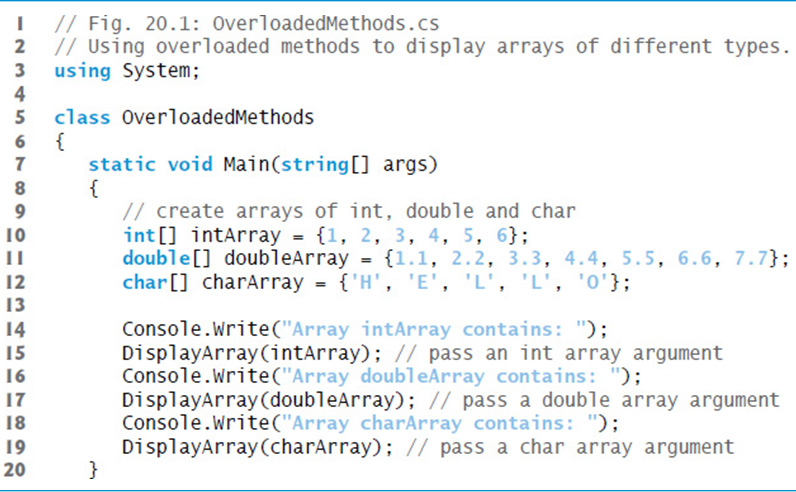 1 // Fig. 20.1: OverloadedMethods.cs
2 // Using overloaded methods to display arrays of different types.
3 using System;
4
5 class OverloadedMethods
6 {
7 static void Main(string[] args)
8 {
9 // create arrays of int, double and char
10 int[] intArray = {1, 2, 3, 4, 5, 6};
11 double[] doubleArray = {1.1, 2.2, 3.3, 4.4, 5.5, 6.6, 7.7};
12 char[] charArray = {'H', 'E', 'L', 'L', 'O'};
13
14 Console.Write("Array intArray contains: ");
15 DisplayArray(intArray); // pass an int array argument
16 Console.Write("Array doubleArray contains: ");
17 DisplayArray(doubleArray); // pass a double array argument
18 Console.Write("Array charArray contains: ");
19 DisplayArray(charArray); // pass a char array argument
20 }